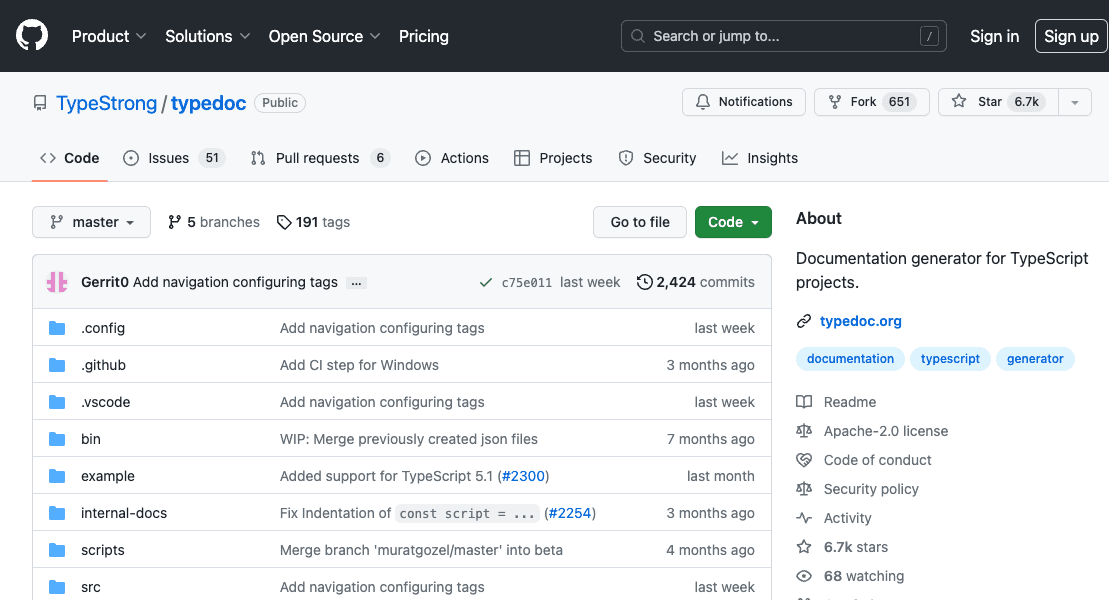 Product Solutions Open Source Pricing Search or jump to... / Sign in Sign up
TypeStrong / typedoc Public Notifications Fork 651 Star 6.7k
Code Issues 51 Pull requests 6 Actions Projects Security Insights
master 5 branches 191 tags Go to file Code
Gerrit0 Add navigation configuring tags ... c75e011 last week 2,424 commits
.config Add navigation configuring tags last week
.github Add CI step for Windows 3 months ago
.vscode Add navigation configuring tags last week
bin WIP: Merge previously created json files 7 months ago
example Added support for TypeScript 5.1 (#2300) last month
internal-docs Fix Indentation of const script = ... (#2254) 3 months ago
scripts Merge branch 'muratgozel/master' into beta 4 months ago
src Add navigation configuring tags last week
About
Documentation generator for TypeScript
projects.
typedoc.org
documentation typescript generator
Readme
Apache-2.0 license
Code of conduct
Security policy
Activity
6.7k stars
68 watching